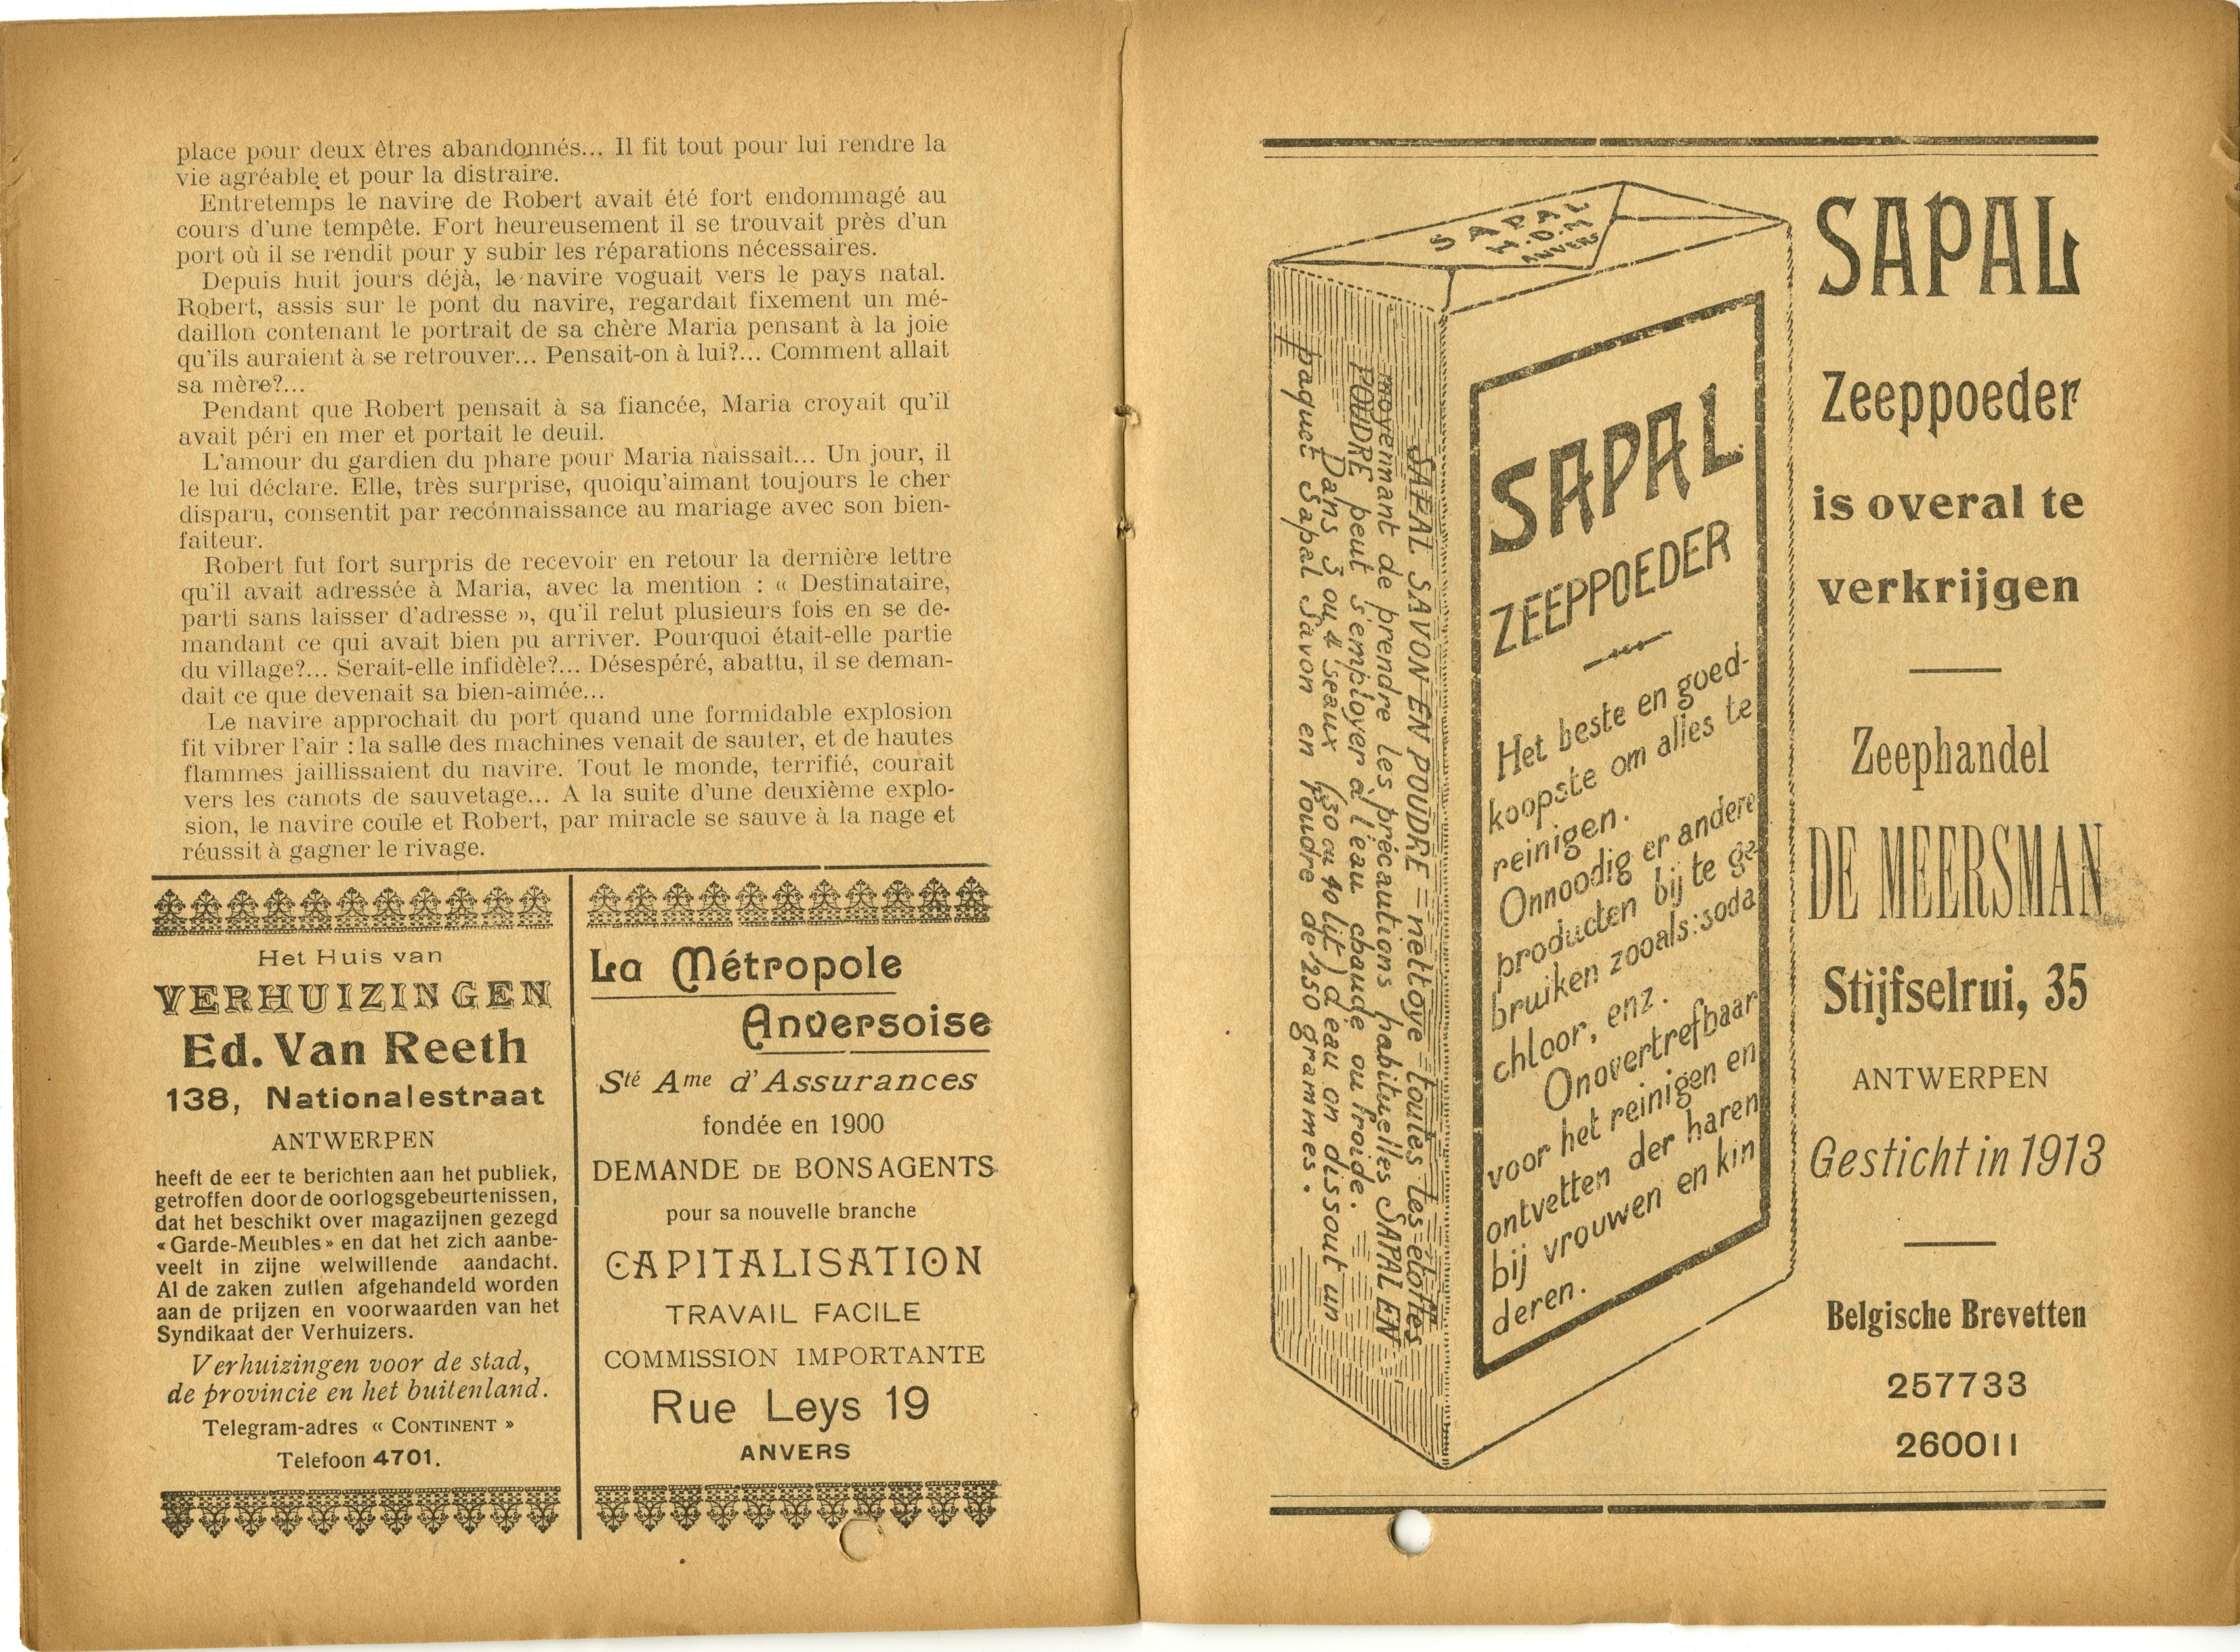 place pour deux êtres abandonnés... Il fit tout pour lui rendre la
vie agréable et pour la distraire.
Entretemps le navire de Robert avait été fort endommagé au
cours d'une tempête. Fort heureusement il se trouvait près d'un
port où il se rendit pour y subir les réparations nécessaires.
Depuis huit jours déjà, le navire voguait vers le pays natal.
Robert, assis sur le pont du navire, regardait fixement un mé-
daillon contenant le portrait de sa chère Maria pensant à la joie
qu'ils auraient à se retrouver... Pensait-on à lui?... Comment allait
sa mère?...
Pendant que Robert pensait à sa fiancée, Maria croyait qu'il
avait péri en mer et portait le deuil.
L'amour du gardien du phare pour Maria naissait... Un jour, il
le lui déclare. Elle, très surprise, quoiqu'aimant toujours le cher
disparu, consentit par reconnaissance au mariage avec son bien-
faiteur.
Robert fut fort surpris de recevoir en retour la dernière lettre
qu'il avait adressée à Maria, avec la mention : « Destinataire,
parti sans laisser d'adresse », qu'il relut plusieurs fois en se de-
mandant ce qui avait bien pu arriver. Pourquoi était-elle partie
du village?... Serait-elle infidèle?... Désespéré, abattu, il se deman-
dait ce que devenait sa bien-aimée...
Le navire approchait du port quand une formidable explosion
fit vibrer l'air : la salle des machines venait de sauter, et de hautes
flammes jaillissaient du navire. Tout le monde, terrifié, courait
vers les canots de sauvetage... A la suite d'une deuxième explo-
sion, le navire coule et Robert, par miracle se sauve à la nage et
réussit à gagner le rivage.
Het Huis van
VERHUIZINGEN
Ed. Van Reeth
138, Nationalestraat
ANTWERPEN
heeft de eer te berichten aan het publiek,
getroffen door de oorlogsgebeurtenissen,
dat het beschikt over magazijnen gezegd
« Garde-Meubles » en dat het zich aanbe-
veelt in zijne welwillende aandacht.
Al de zaken zullen afgehandeld worden
aan de prijzen en voorwaarden van het
Syndikaat der Verhuizers.
Verhuizingen voor de stad,
de provincie en het buitenland.
Telegram-adres « CONTINENT »
Telefoon 4701.
La Métropole
Anversoise
Sté Ame d'Assurances
fondée en 1900
DEMANDE DE BONS AGENTS
pour sa nouvelle branche
CAPITALISATION
TRAVAIL FACILE
COMMISSION IMPORTANTE
Rue Leys 19
ANVERS
SAPAL
H.D.M
ANVERS
SAPAL SAVON EN POUDRE = nettoye = toutes les etoffes
moyennant de prendre les précautions habituelles SAPAL EN
POUDRE peut s'employer à l'eau chaude ou froide.
Dans 3 ou 4 seaux (30 ou 40 lit) d'eau on dissout un
paquet Sapal Savon en Poudre de 250 grammes.
SAPAL
ZEEPPOEDER
Het beste en goed-
koopste om alles te
reinigen.
Onnoodig er andere
producten bij te ge
bruiken zooals: soda
chloor, enz.
Onovertrefbaar
voor het reinigen en
ontvetten der haren
bij vrouwen en kin
deren.
SAPAL
Zeeppoeder
is overal te
verkrijgen
Zeephandel
DE MEERSMAN
Stijfselrui, 35
ANTWERPEN
Gesticht in 1913
Belgische Brevetten
257733
260011